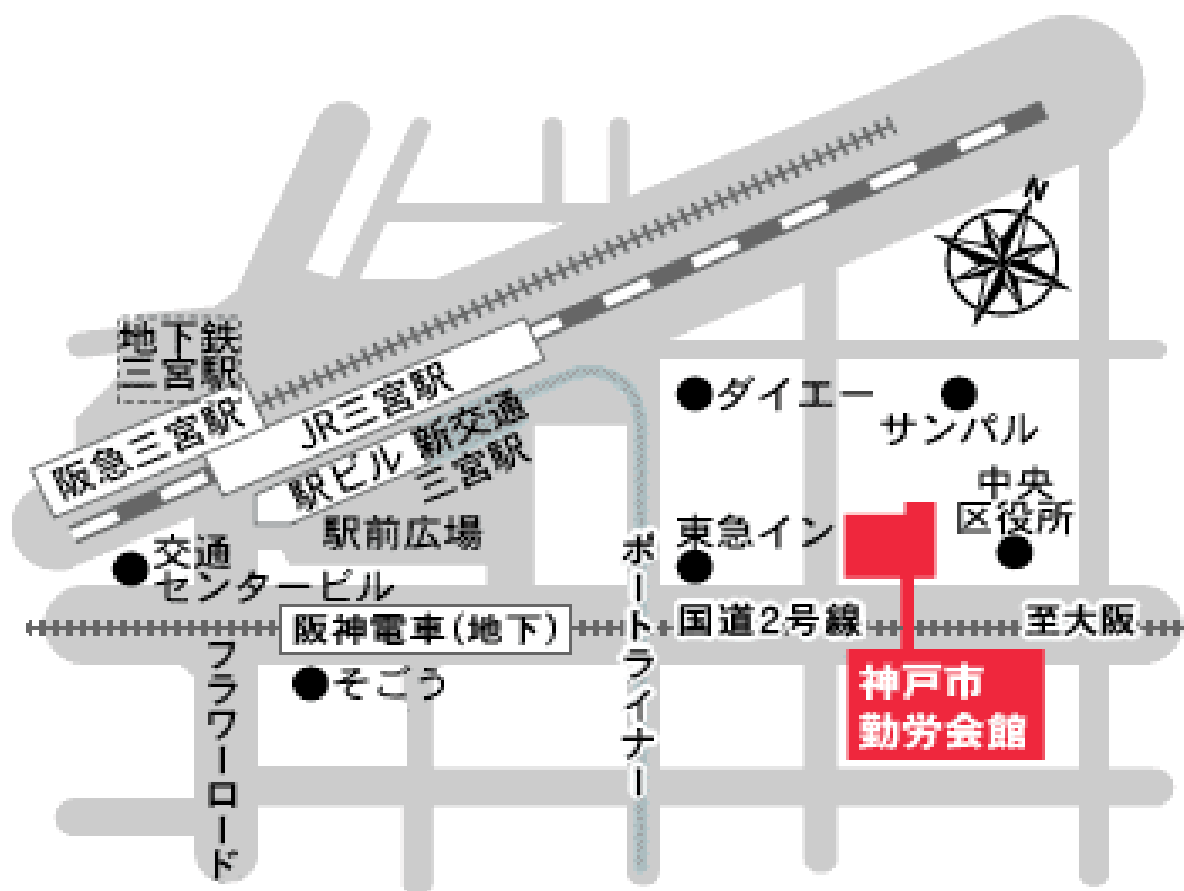 N
地下鉄
三宮駅
阪急三宮駅
JR三宮駅
駅ビル
新交通
三宮駅
駅前広場
ダイエー
サンパル
中央
区役所
東急イン
交通
センタービル
阪神電車(地下)
国道2号線
至大阪
そごう
フラワーロード
ポートライナー
神戸市
勤労会館